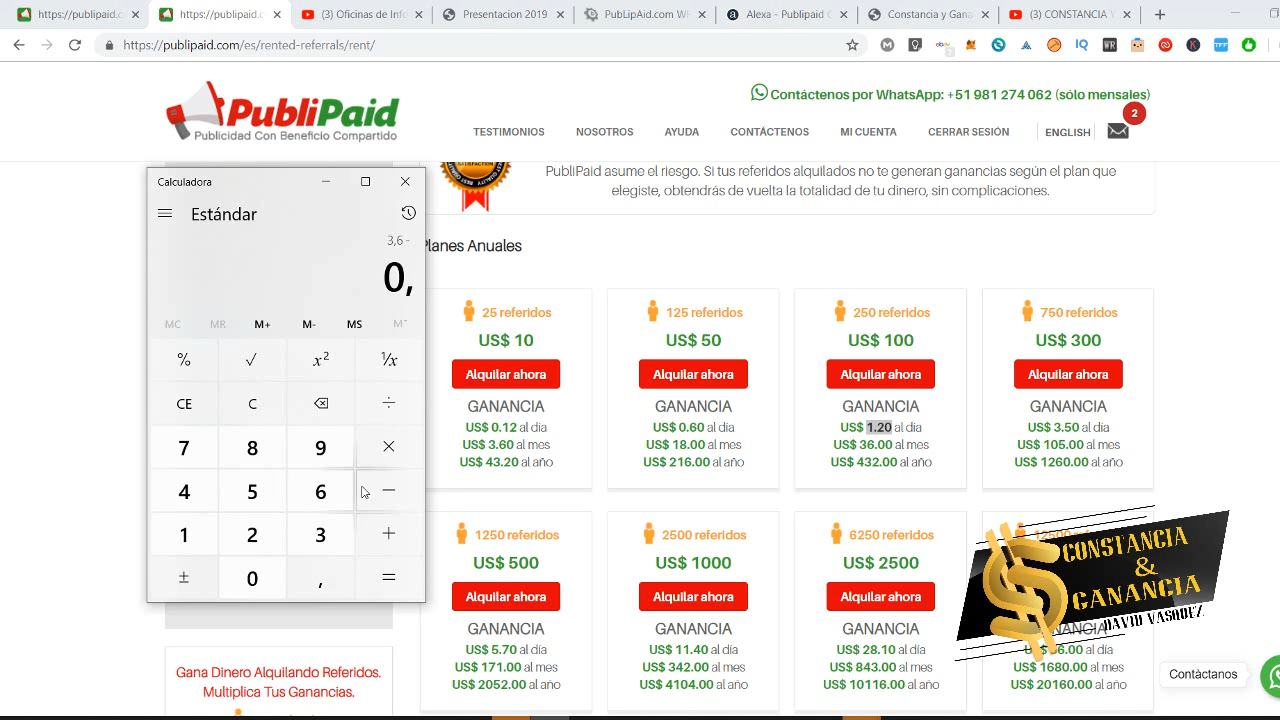 https://publipaid.co
https://publipaid.c
(3) Oficinas de Info
Presentacion 2019
PubLipAid.com Wh
Alexa - Publipaid C
Constancia y Gana
(3) CONSTANCIA Y
https://publipaid.com/es/rented-referrals/rent/
PubliPaid
Publicidad Con Beneficio Compartido
Contáctenos por WhatsApp: +51 981 274 062 (sólo mensales)
2
TESTIMONIOS NOSOTROS AYUDA CONTÁCTENOS MI CUENTA CERRAR SESIÓN ENGLISH
PubliPaid asume el riesgo. Si tus referidos alquilados no te generan ganancias según el plan que
elegiste, obtendrás de vuelta la totalidad de tu dinero, sin complicaciones.
Calculadora
Estándar
3,6 -
0,
MC MR M+ M- MS M˅
% √ x² ¹/x
CE C ÷
7 8 9 ×
4 5 6 −
1 2 3 +
± 0 , =
Planes Anuales
25 referidos
US$ 10
Alquilar ahora
GANANCIA
US$ 0.12 al día
US$ 3.60 al mes
US$ 43.20 al año
125 referidos
US$ 50
Alquilar ahora
GANANCIA
US$ 0.60 al día
US$ 18.00 al mes
US$ 216.00 al año
250 referidos
US$ 100
Alquilar ahora
GANANCIA
US$ 1.20 al día
US$ 36.00 al mes
US$ 432.00 al año
750 referidos
US$ 300
Alquilar ahora
GANANCIA
US$ 3.50 al día
US$ 105.00 al mes
US$ 1260.00 al año
1250 referidos
US$ 500
Alquilar ahora
GANANCIA
US$ 5.70 al día
US$ 171.00 al mes
US$ 2052.00 al año
2500 referidos
US$ 1000
Alquilar ahora
GANANCIA
US$ 11.40 al día
US$ 342.00 al mes
US$ 4104.00 al año
6250 referidos
US$ 2500
Alquilar ahora
GANANCIA
US$ 28.10 al día
US$ 843.00 al mes
US$ 10116.00 al año
GANANCIA
al día
US$ 1680.00 al mes
US$ 20160.00 al año
CONSTANCIA
&
GANANCIA
DAVID VASQUEZ
Gana Dinero Alquilando Referidos.
Multiplica Tus Ganancias.
Contáctanos